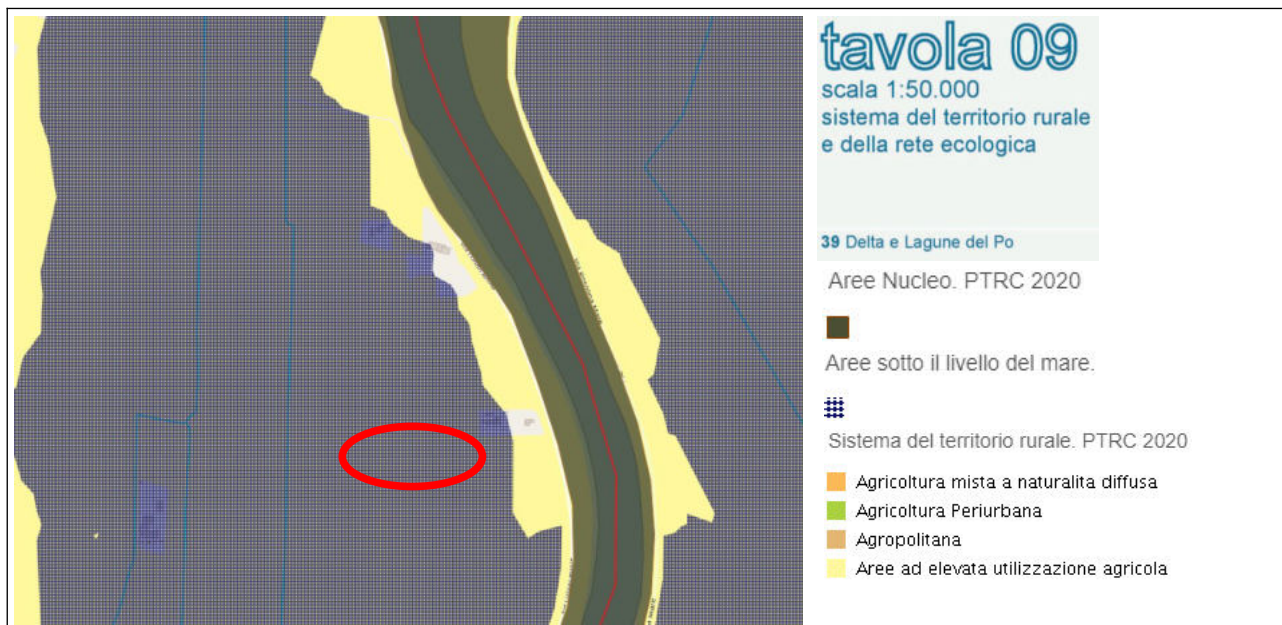 tavola 09
scala 1:50.000
sistema del territorio rurale
e della rete ecologica
39 Delta e Lagune del Po
Aree Nucleo. PTRC 2020
Aree sotto il livello del mare.
Sistema del territorio rurale. PTRC 2020
Agricoltura mista a naturalita diffusa
Agricoltura Periurbana
Agropolitana
Aree ad elevata utilizzazione agricola